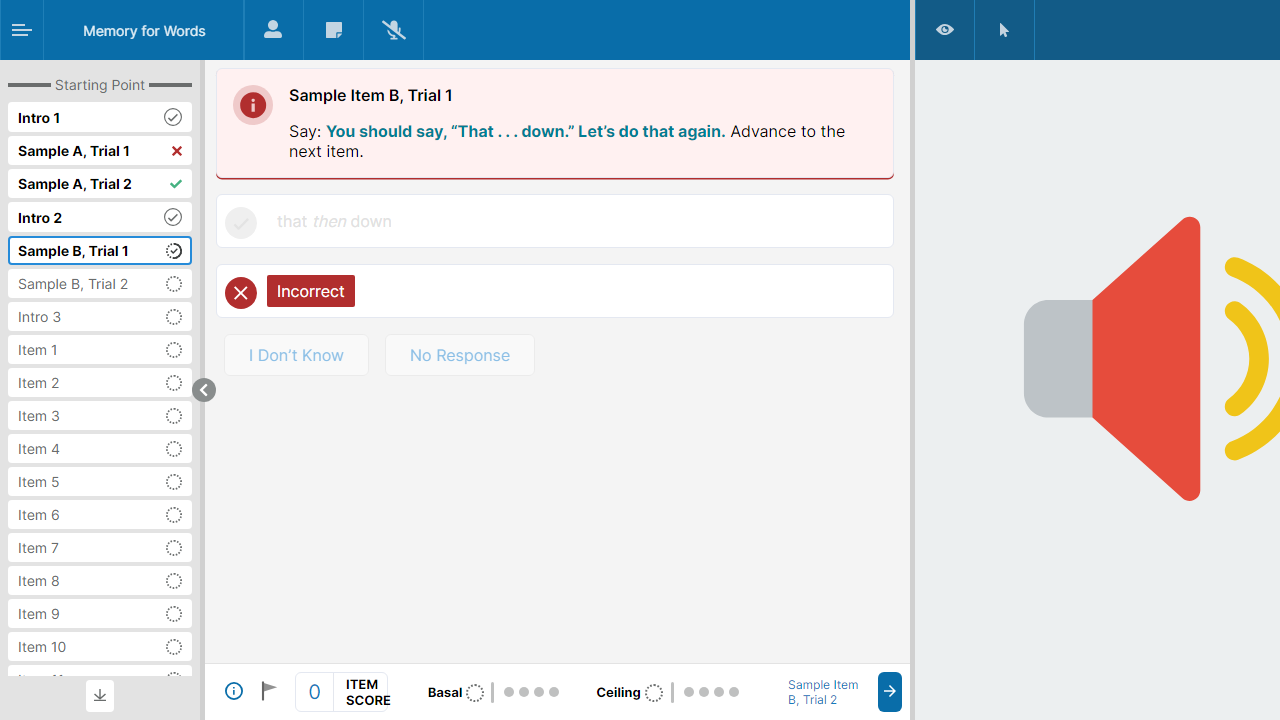 Memory for Words
Starting Point
Intro 1
Sample A, Trial 1
Sample A, Trial 2
Intro 2
Sample B, Trial 1
Sample B, Trial 2
Intro 3
Item 1
Item 2
Item 3
Item 4
Item 5
Item 6
Item 7
Item 8
Item 9
Item 10
Sample Item B, Trial 1
Say: You should say, “That . . . down.” Let’s do that again. Advance to the
next item.
that then down
Incorrect
I Don’t Know
No Response
0
ITEM
SCORE
Basal
Ceiling
Sample Item
B, Trial 2